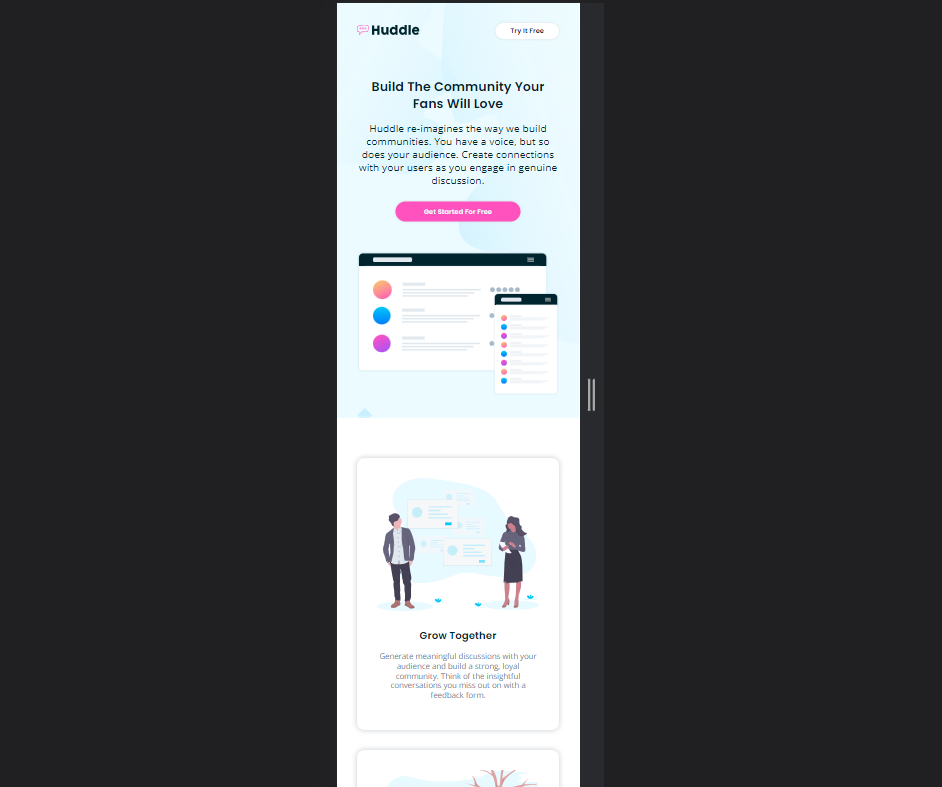 Huddle
Try It Free
Build The Community Your
Fans Will Love
Huddle re-imagines the way we build
communities. You have a voice, but so
does your audience. Create connections
with your users as you engage in genuine
discussion.
Get Started For Free
Grow Together
Generate meaningful discussions with your
audience and build a strong, loyal
community. Think of the insightful
conversations you miss out on with a
feedback form.